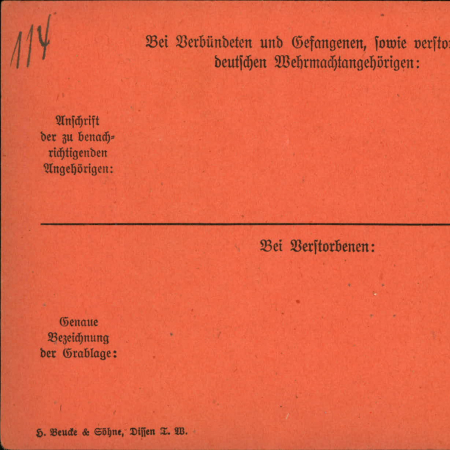 114
Bei Verbündeten und Gefangenen, sowie
deutschen Wehrmachtangehörigen:
Anschrift
der zu benach-
richtigenden
Angehörigen:
Bei Verstorbenen:
Genaue
Bezeichnung
der Grablage:
H. Beucke & Söhne, Dissen T. W.